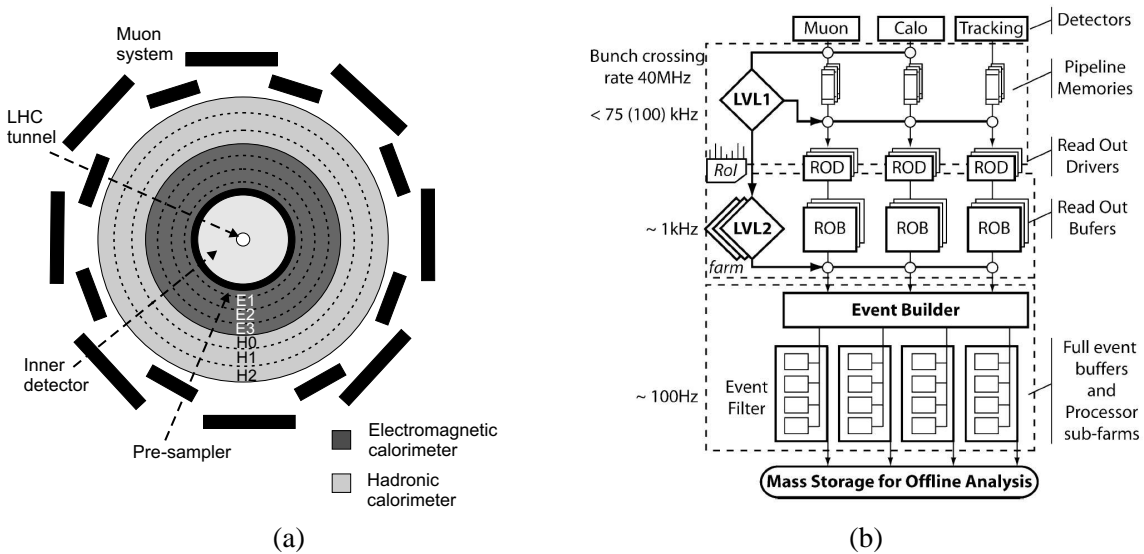 Muon
system
LHC
tunnel
E1
E2
E3
H0
H1
H2
Inner
detector
Pre-sampler
Electromagnetic
calorimeter
Hadronic
calorimeter
(a)
Muon
Calo
Tracking
Detectors
Bunch crossing
rate 40MHz
LVL1
< 75 (100) kHz
Pipeline
Memories
RoI
ROD
ROD
ROD
Read Out
Drivers
~ 1kHz
LVL2
farm
ROB
ROB
ROB
Read Out
Bufers
Event Builder
~ 100Hz
Event
Filter
Full event
buffers
and
Processor
sub-farms
Mass Storage for Offline Analysis
(b)